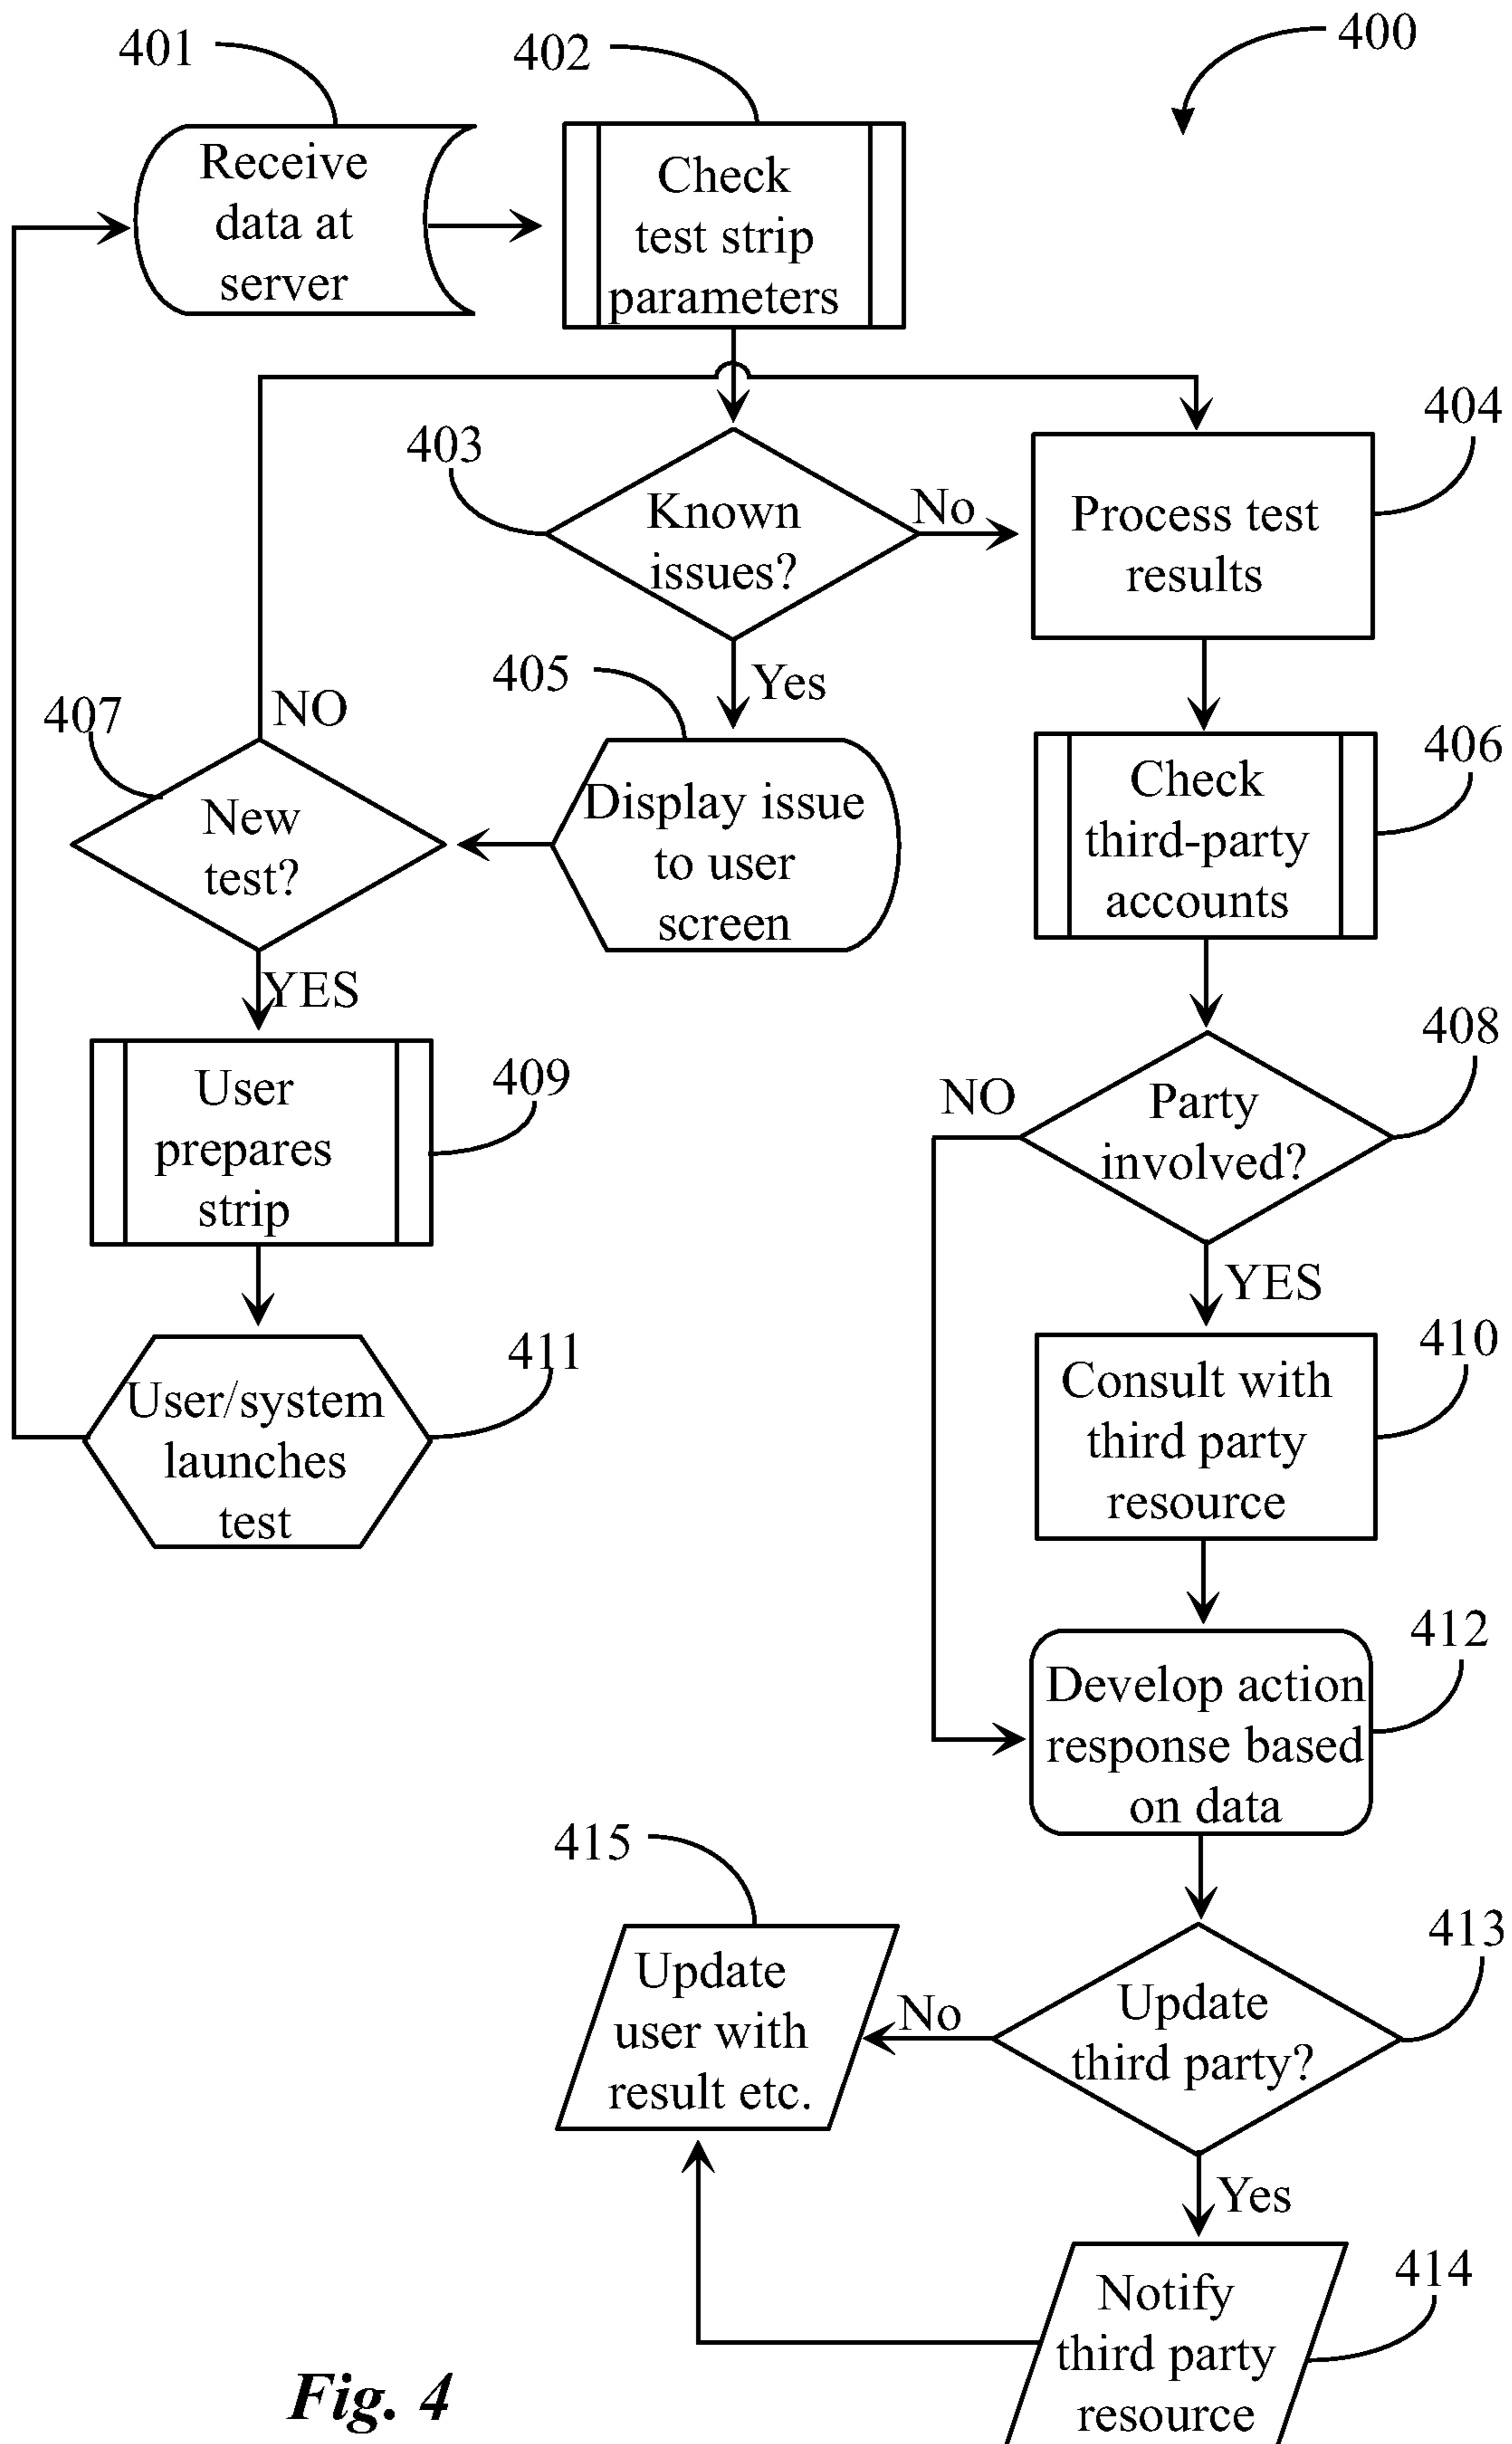 401
402
400
Receive
data at
server
Check
test strip
parameters
403
404
Known
issues?
No
Process test
results
Yes
405
406
407
NO
New
test?
Display issue
to user
screen
Check
third-party
accounts
YES
408
NO
Party
involved?
User
prepares
strip
409
YES
410
411
User/system
launches
test
Consult with
third party
resource
412
Develop action
response based
on data
415
413
Update
user with
result etc.
No
Update
third party?
Yes
414
Notify
third party
resource
Fig. 4